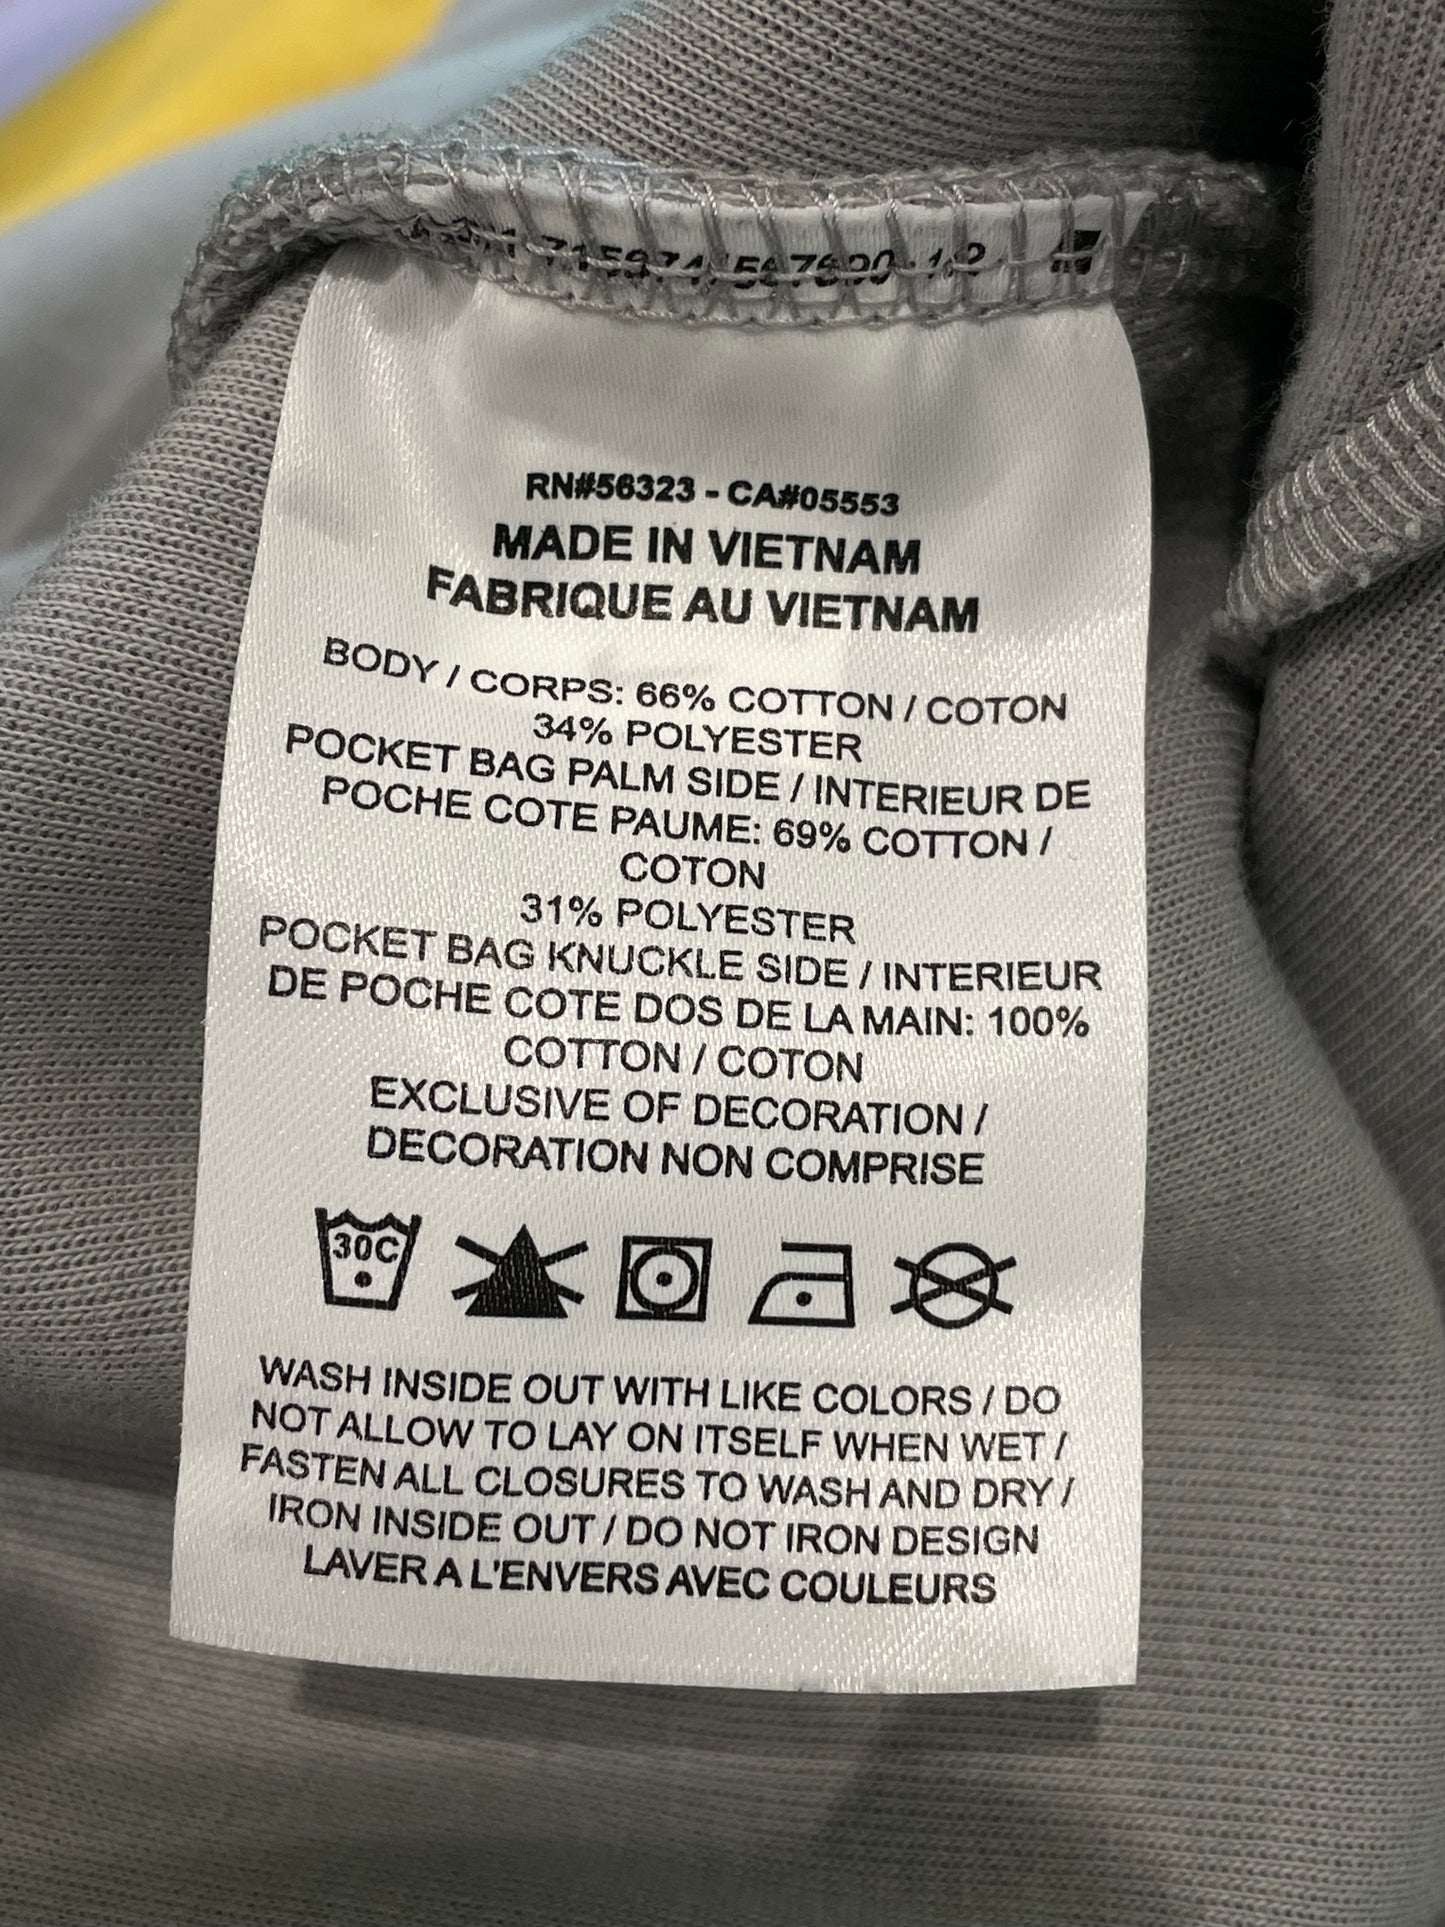 RN#56323 - CA#05553
MADE IN VIETNAM
FABRIQUE AU VIETNAM
BODY / CORPS: 66% COTTON / COTON
34% POLYESTER
POCKET BAG PALM SIDE / INTERIEUR DE
POCHE COTE PAUME: 69% COTTON /
COTON
31% POLYESTER
POCKET BAG KNUCKLE SIDE / INTERIEUR
DE POCHE COTE DOS DE LA MAIN: 100%
COTTON / COTON
EXCLUSIVE OF DECORATION /
DECORATION NON COMPRISE
30C
WASH INSIDE OUT WITH LIKE COLORS / DO
NOT ALLOW TO LAY ON ITSELF WHEN WET /
FASTEN ALL CLOSURES TO WASH AND DRY /
IRON INSIDE OUT / DO NOT IRON DESIGN
LAVER A L'ENVERS AVEC COULEURS